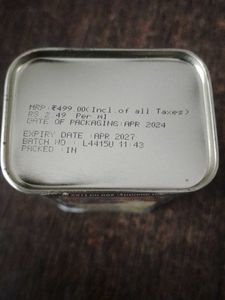 MRP:₹499.00(Incl.of all Taxes)
RS 2.49 Per ml
DATE OF PACKAGING:APR 2024
EXPIRY DATE :APR 2027
BATCH NO : L4415U 11:43
PACKED :IN